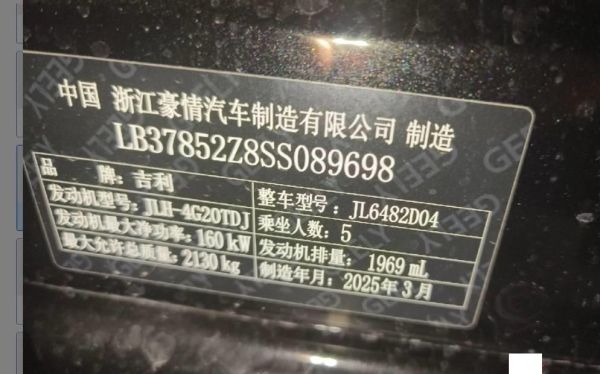 中国 浙江豪情汽车制造有限公司 制造
LB37852Z8SS089698
品 牌：吉利 整车型号：JL6482D04
发动机型号：JLH-4G20TDJ 乘坐人数：5
发动机最大净功率：160 kW 发动机排量：1969 mL
最大允许总质量：2130 kg 制造年月：2025年3月
GEELY
GEELY
GEELY